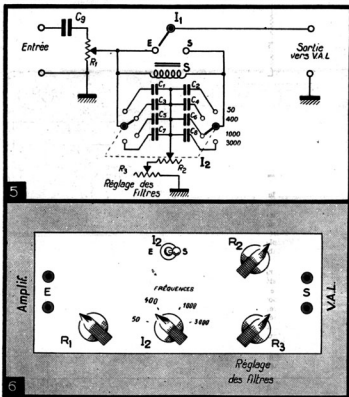 I1
C9
E
S
Entrée
R1
Sortie
vers V.A.L
S
C1
C2
C3
C4
C5
C6
C7
C8
50
400
1000
3000
I2
R3
R2
Réglage des
Filtres
5
I2
E
S
R2
Amplif.
E
FRÉQUENCES
400
1000
50
3000
S
V.A.L.
R1
I2
R3
Réglage
des filtres
6